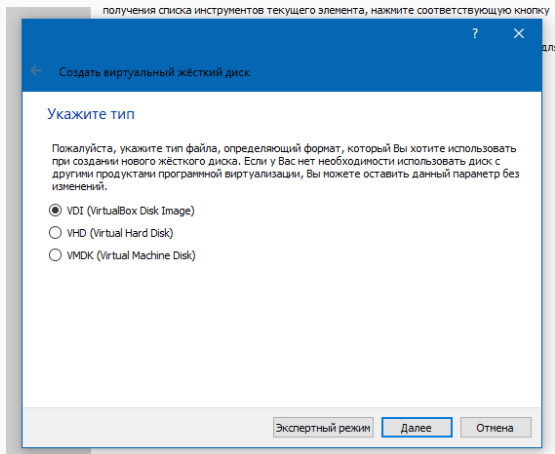 получения списка инструментов текущего элемента, нажмите соответствующую кнопку
для
Создать виртуальный жёсткий диск
Укажите тип
Пожалуйста, укажите тип файла, определяющий формат, который Вы хотите использовать
при создании нового жёсткого диска. Если у Вас нет необходимости использовать диск с
другими продуктами программной виртуализации, Вы можете оставить данный параметр без
изменений.
VDI (VirtualBox Disk Image)
VHD (Virtual Hard Disk)
VMDK (Virtual Machine Disk)
Экспертный режим Далее Отмена